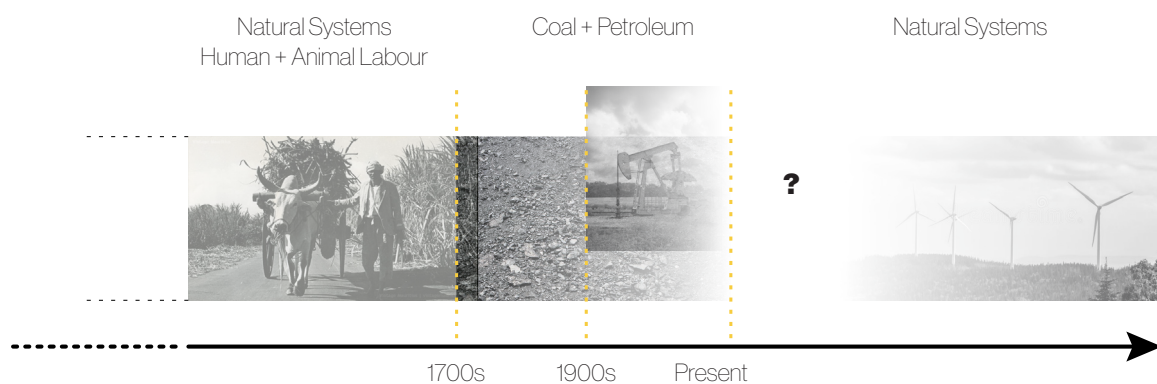 Natural Systems
Human + Animal Labour
Coal + Petroleum
Natural Systems
?
1700s
1900s
Present